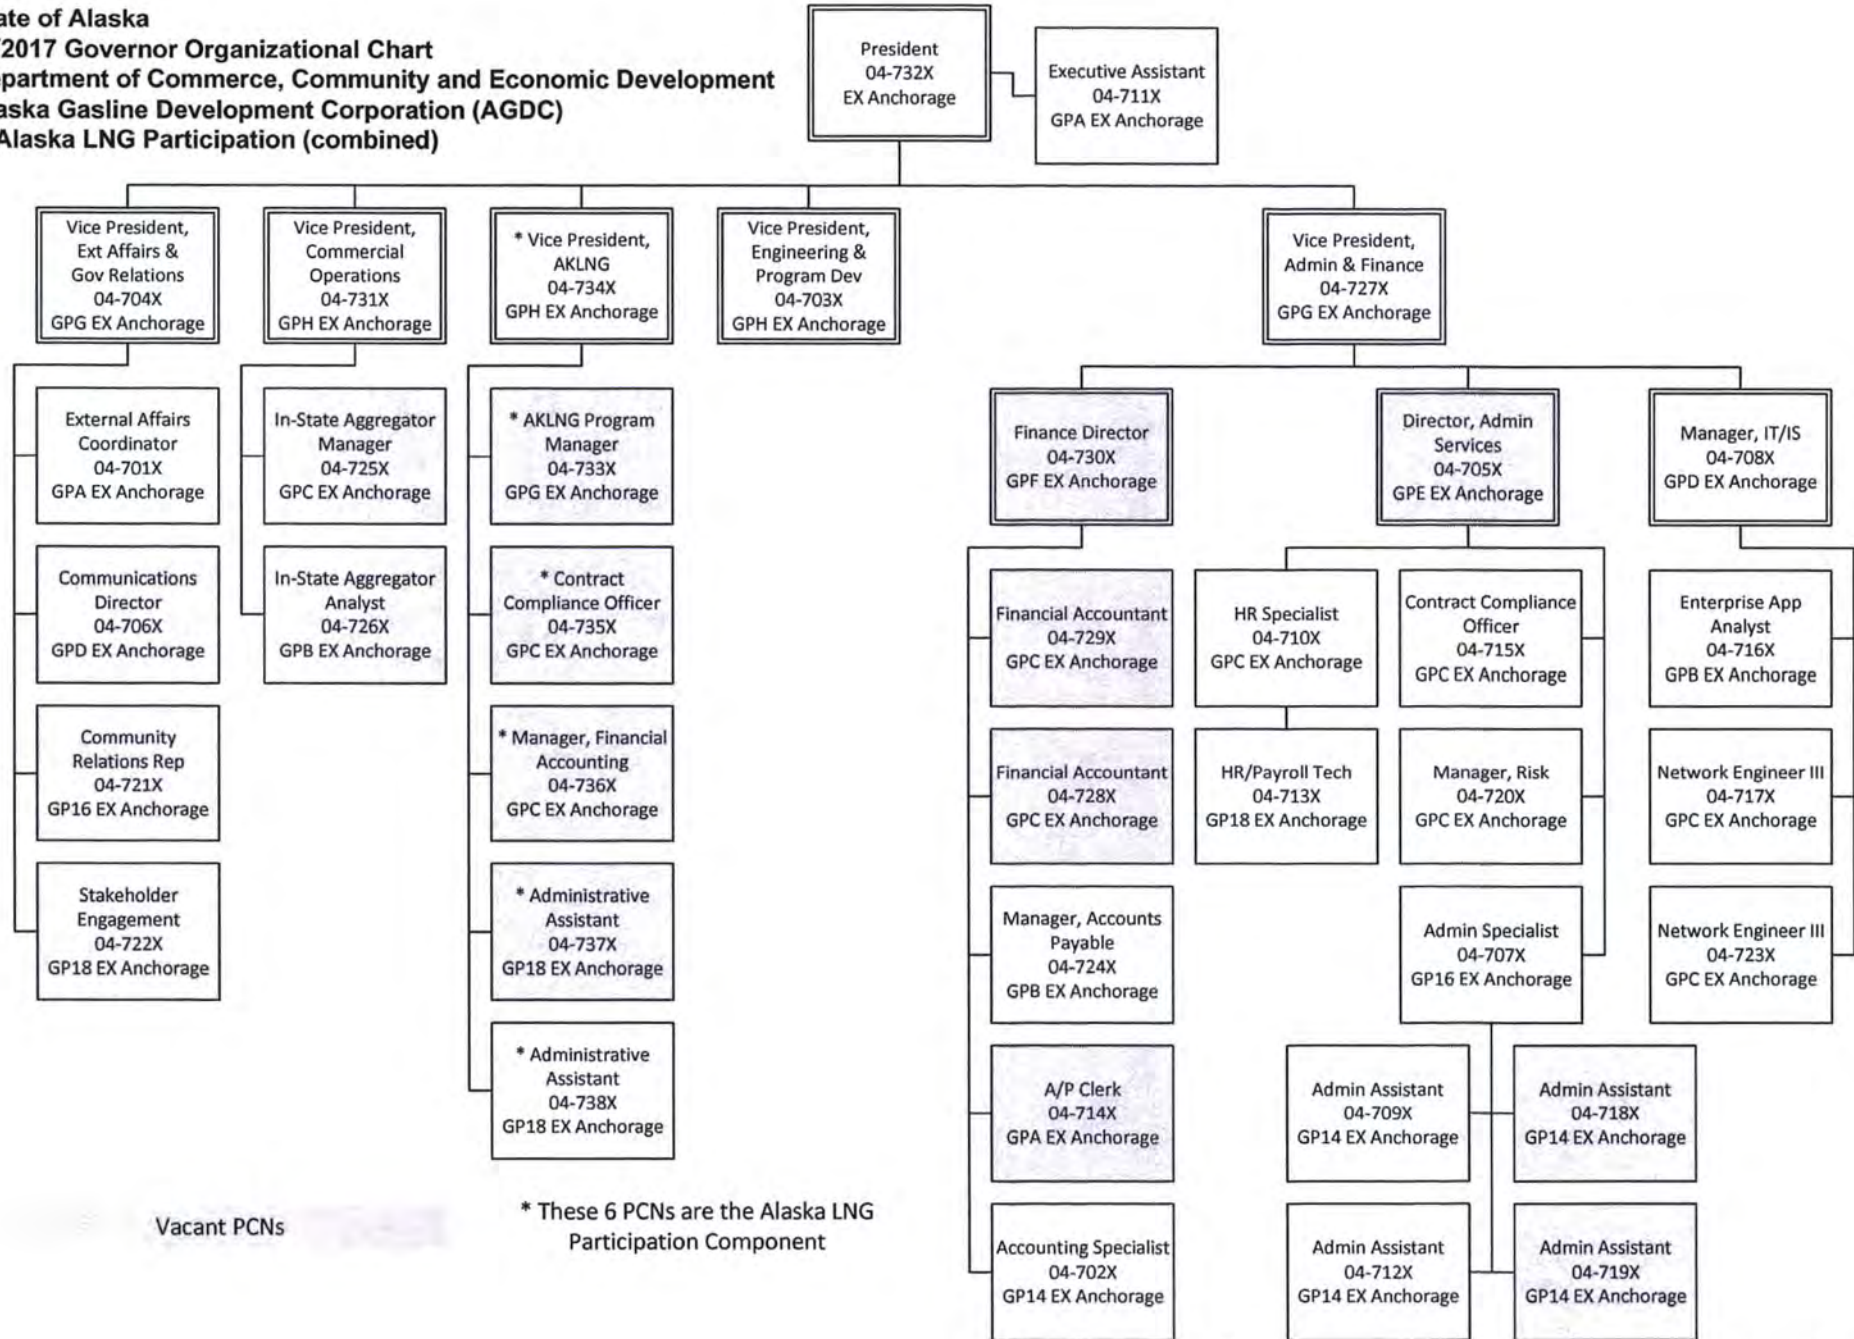 ate of Alaska
/2017 Governor Organizational Chart
epartment of Commerce, Community and Economic Development
aska Gasline Development Corporation (AGDC)
Alaska LNG Participation (combined)
President
04-732X
EX Anchorage
Executive Assistant
04-711X
GPA EX Anchorage
Vice President,
Ext Affairs &
Gov Relations
04-704X
GPG EX Anchorage
Vice President,
Commercial
Operations
04-731X
GPH EX Anchorage
* Vice President,
AKLNG
04-734X
GPH EX Anchorage
Vice President,
Engineering &
Program Dev
04-703X
GPH EX Anchorage
Vice President,
Admin & Finance
04-727X
GPG EX Anchorage
External Affairs
Coordinator
04-701X
GPA EX Anchorage
Communications
Director
04-706X
GPD EX Anchorage
Community
Relations Rep
04-721X
GP16 EX Anchorage
Stakeholder
Engagement
04-722X
GP18 EX Anchorage
In-State Aggregator
Manager
04-725X
GPC EX Anchorage
In-State Aggregator
Analyst
04-726X
GPB EX Anchorage
* AKLNG Program
Manager
04-733X
GPG EX Anchorage
* Contract
Compliance Officer
04-735X
GPC EX Anchorage
* Manager, Financial
Accounting
04-736X
GPC EX Anchorage
* Administrative
Assistant
04-737X
GP18 EX Anchorage
* Administrative
Assistant
04-738X
GP18 EX Anchorage
Finance Director
04-730X
GPF EX Anchorage
Financial Accountant
04-729X
GPC EX Anchorage
Financial Accountant
04-728X
GPC EX Anchorage
Manager, Accounts
Payable
04-724X
GPB EX Anchorage
A/P Clerk
04-714X
GPA EX Anchorage
Accounting Specialist
04-702X
GP14 EX Anchorage
Director, Admin
Services
04-705X
GPE EX Anchorage
HR Specialist
04-710X
GPC EX Anchorage
HR/Payroll Tech
04-713X
GP18 EX Anchorage
Contract Compliance
Officer
04-715X
GPC EX Anchorage
Manager, Risk
04-720X
GPC EX Anchorage
Admin Specialist
04-707X
GP16 EX Anchorage
Admin Assistant
04-709X
GP14 EX Anchorage
Admin Assistant
04-718X
GP14 EX Anchorage
Admin Assistant
04-712X
GP14 EX Anchorage
Admin Assistant
04-719X
GP14 EX Anchorage
Manager, IT/IS
04-708X
GPD EX Anchorage
Enterprise App
Analyst
04-716X
GPB EX Anchorage
Network Engineer III
04-717X
GPC EX Anchorage
Network Engineer III
04-723X
GPC EX Anchorage
Vacant PCNs
* These 6 PCNs are the Alaska LNG
Participation Component